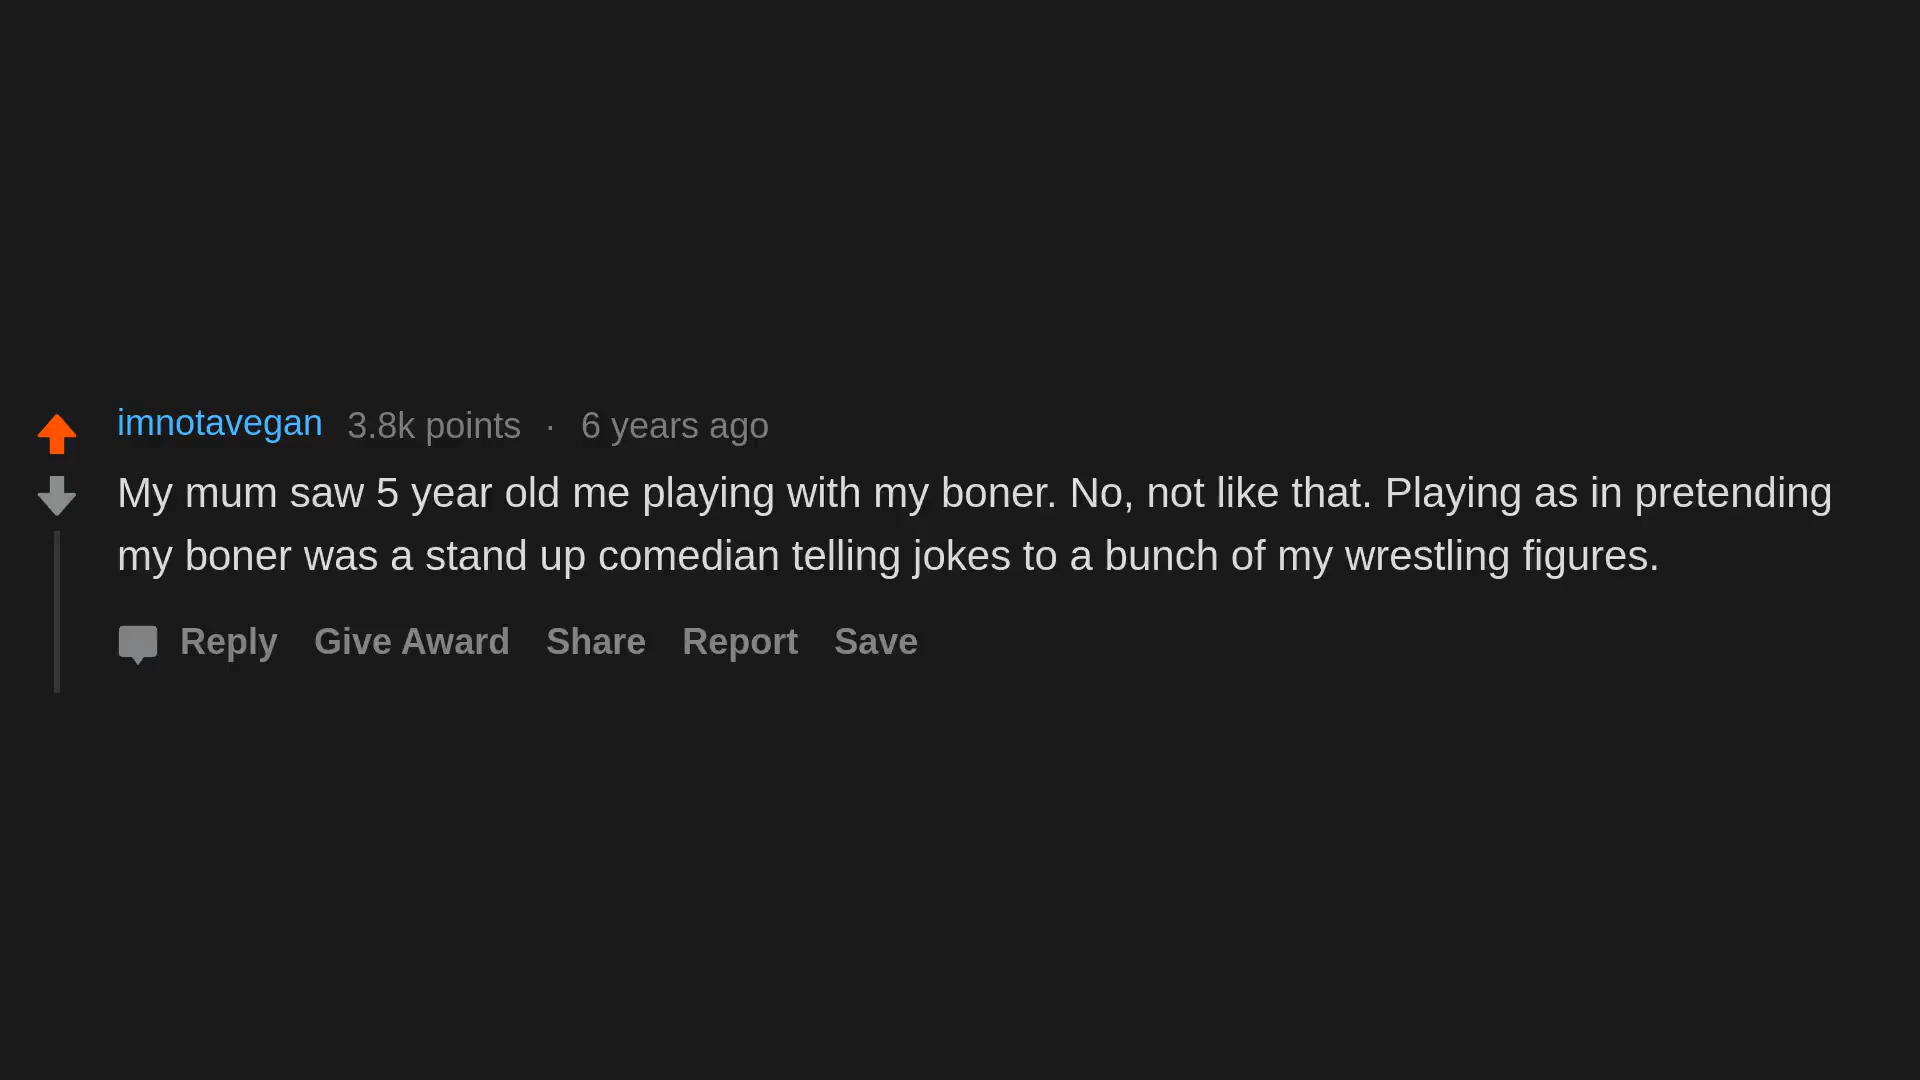 imnotavegan 3.8k points · 6 years ago
My mum saw 5 year old me playing with my boner. No, not like that. Playing as in pretending
my boner was a stand up comedian telling jokes to a bunch of my wrestling figures.
Reply Give Award Share Report Save